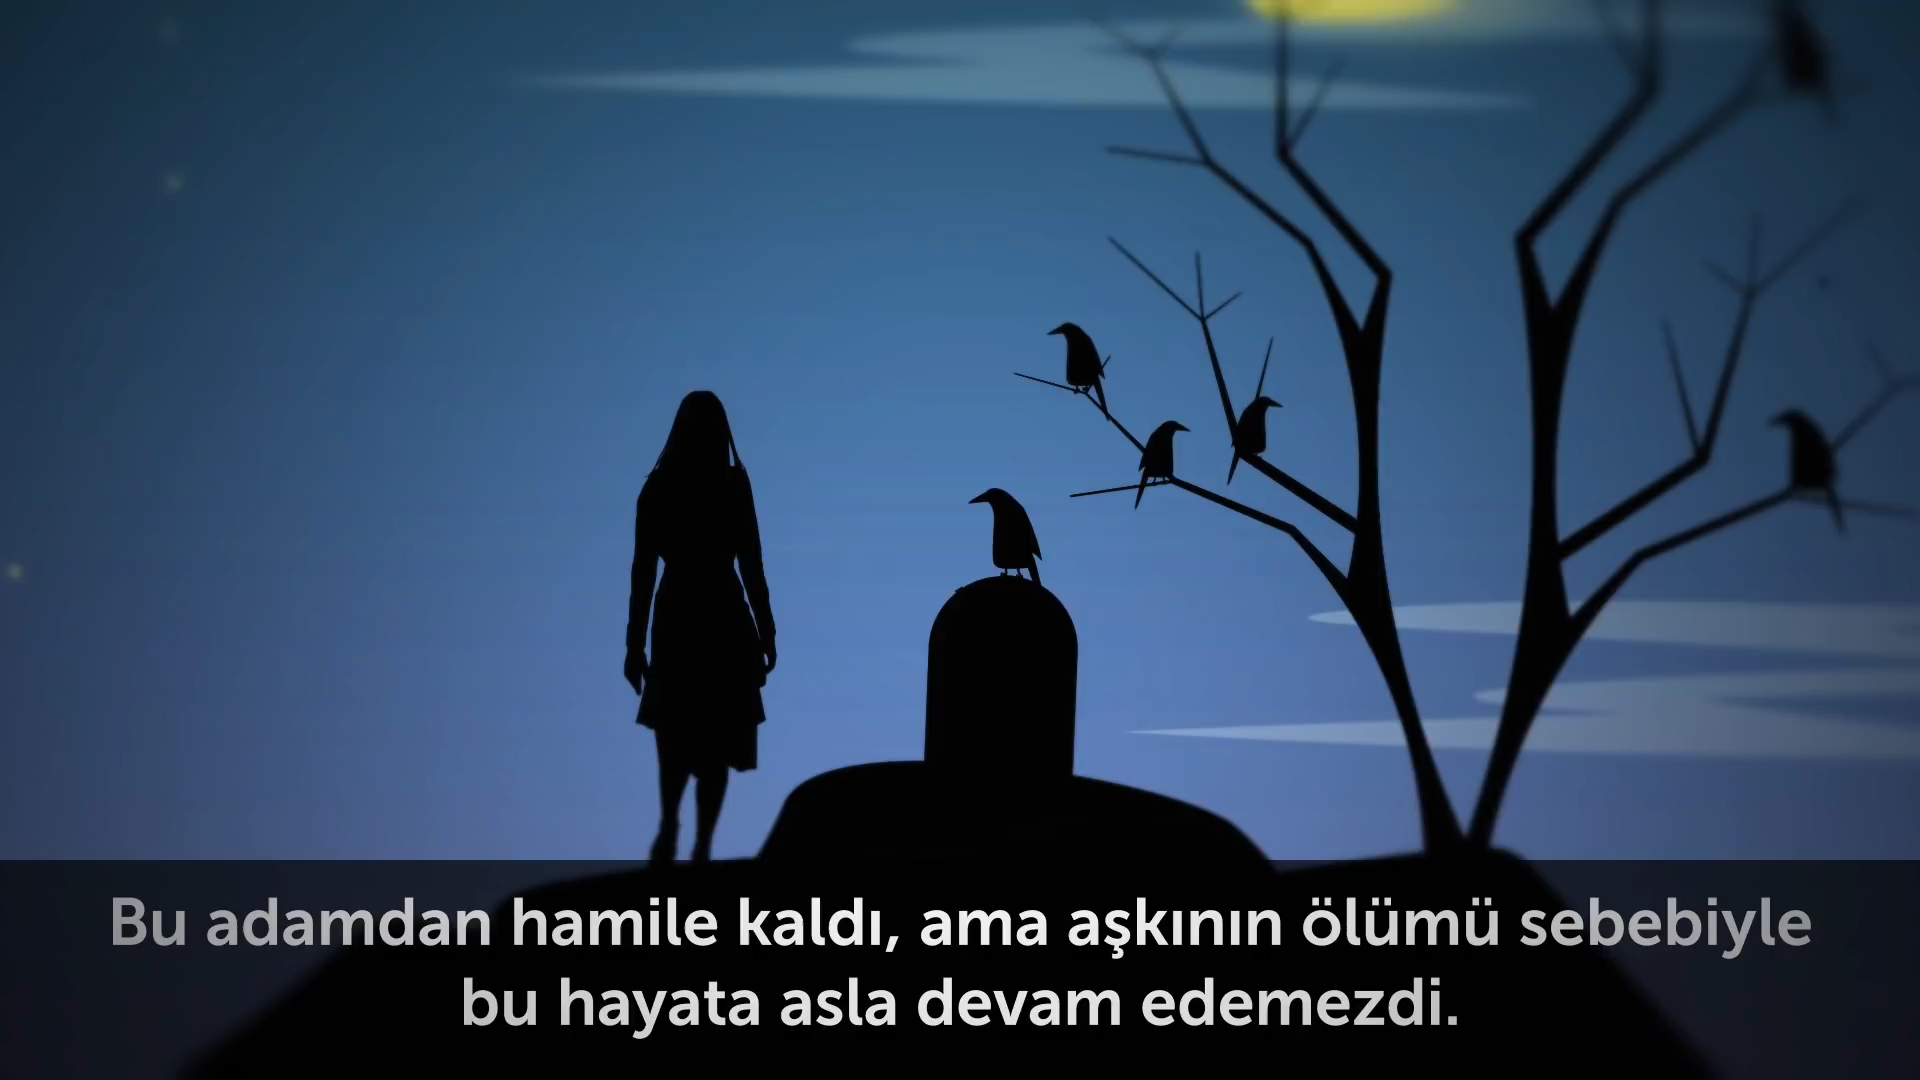 Bu adamdan hamile kaldı, ama aşkının ölümü sebebiyle
bu hayata asla devam edemezdi.